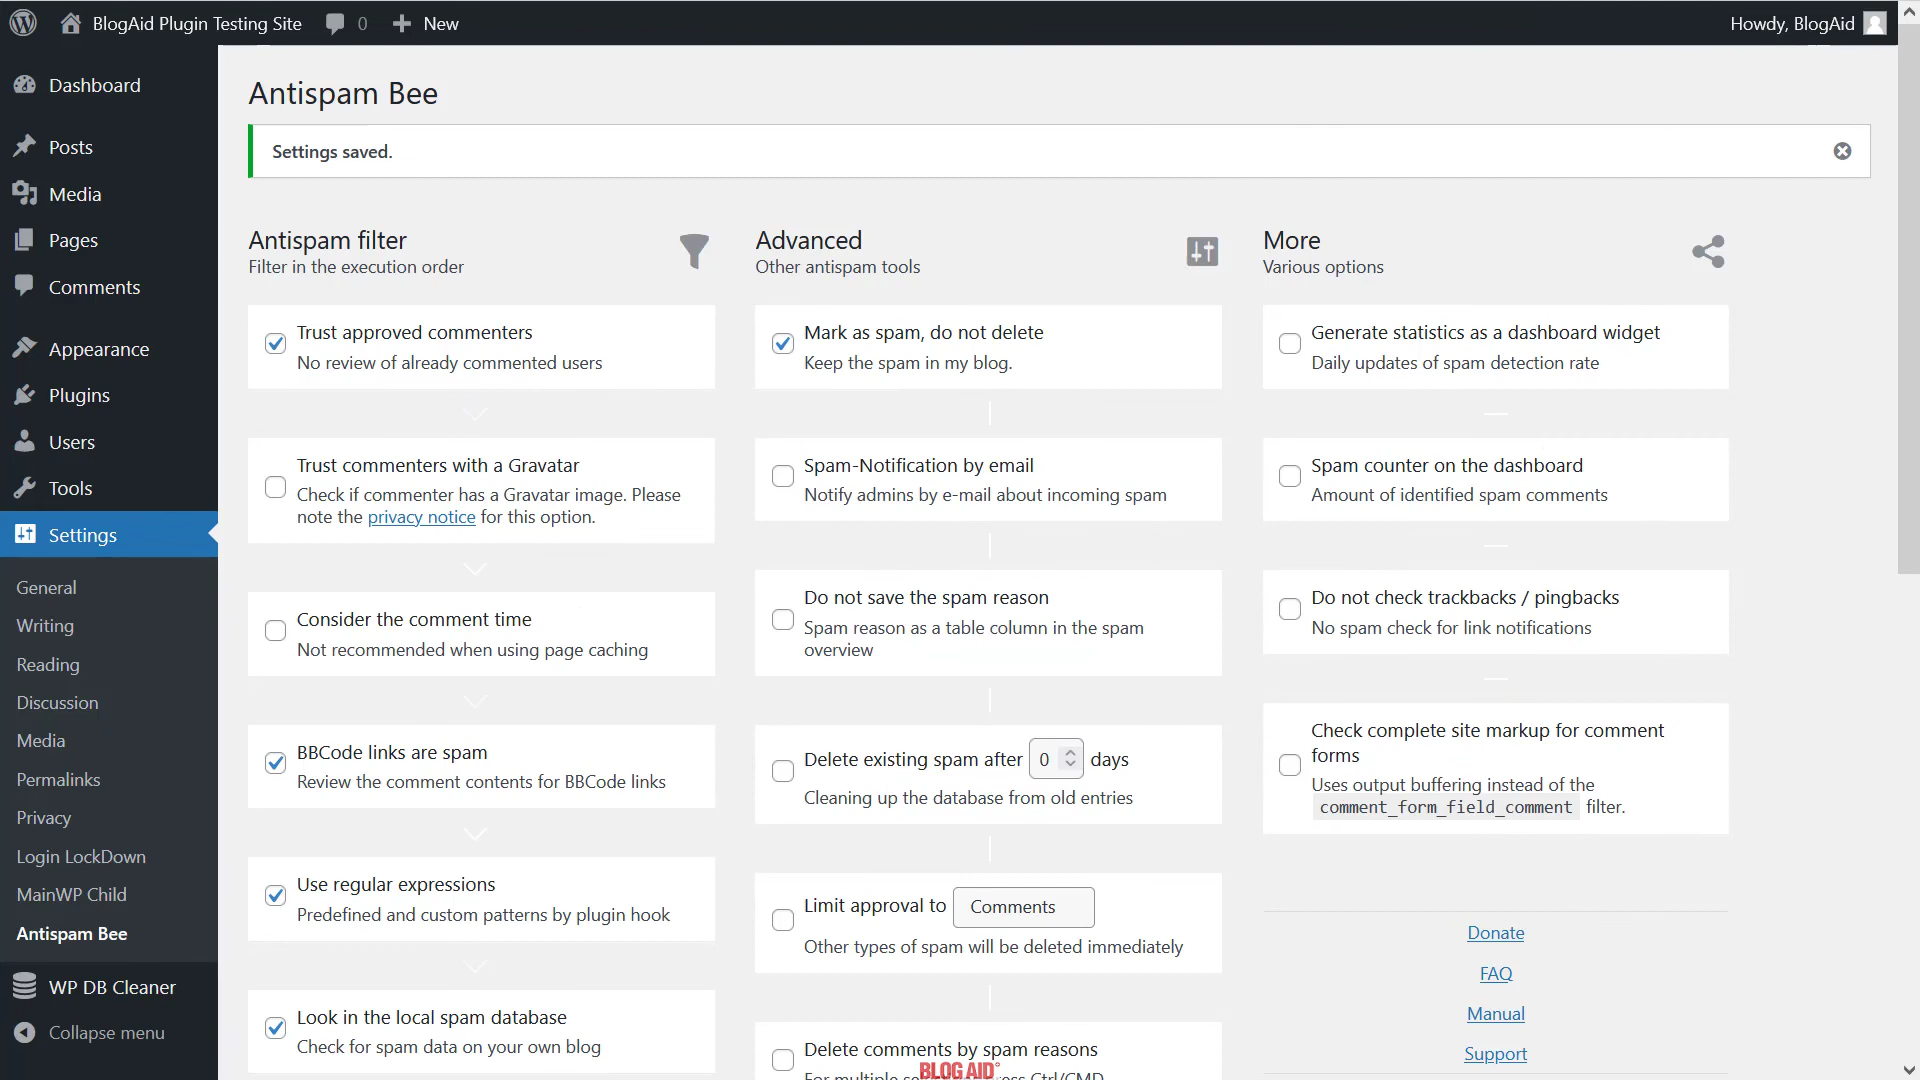 BlogAid Plugin Testing Site
0
New
Howdy, BlogAid
Dashboard
Posts
Media
Pages
Comments
Appearance
Plugins
Users
Tools
Settings
General
Writing
Reading
Discussion
Media
Permalinks
Privacy
Login LockDown
MainWP Child
Antispam Bee
WP DB Cleaner
Collapse menu
Antispam Bee
Settings saved.
Antispam filter
Filter in the execution order
Trust approved commenters
No review of already commented users
Trust commenters with a Gravatar
Check if commenter has a Gravatar image. Please
note the privacy notice for this option.
Consider the comment time
Not recommended when using page caching
BBCode links are spam
Review the comment contents for BBCode links
Use regular expressions
Predefined and custom patterns by plugin hook
Look in the local spam database
Check for spam data on your own blog
Advanced
Other antispam tools
Mark as spam, do not delete
Keep the spam in my blog.
Spam-Notification by email
Notify admins by e-mail about incoming spam
Do not save the spam reason
Spam reason as a table column in the spam
overview
Delete existing spam after 0 days
Cleaning up the database from old entries
Limit approval to Comments
Other types of spam will be deleted immediately
Delete comments by spam reasons
For multiple Ctrl/CMD
BLOGAID
More
Various options
Generate statistics as a dashboard widget
Daily updates of spam detection rate
Spam counter on the dashboard
Amount of identified spam comments
Do not check trackbacks / pingbacks
No spam check for link notifications
Check complete site markup for comment
forms
Uses output buffering instead of the
comment_form_field_comment filter.
Donate
FAQ
Manual
Support